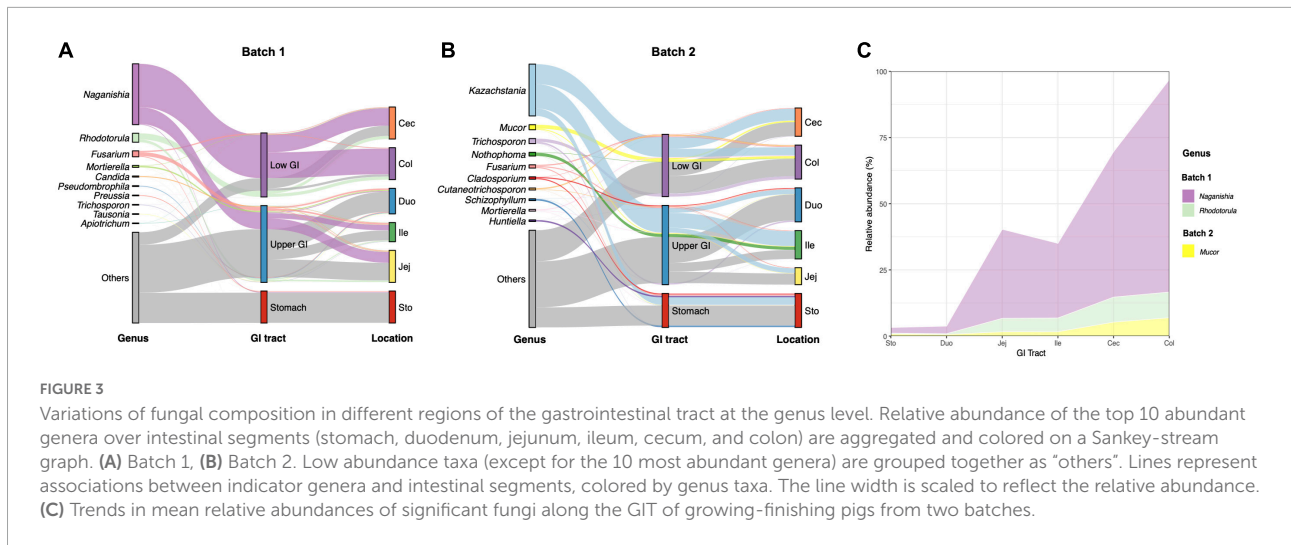 A
Batch 1
Naganishia
Rhodotorula
Fusarium
Mortierella
Candida
Pseudombrophila
Preussia
Trichosporon
Tausonia
Apiotrichum
Others
Low GI
Upper GI
Stomach
Cec
Col
Duo
Ile
Jej
Sto
Genus
GI tract
Location
B
Batch 2
Kazachstania
Mucor
Trichosporon
Nothophoma
Fusarium
Cladosporium
Cutaneotrichosporon
Schizophyllum
Mortierella
Huntiella
Others
Low GI
Upper GI
Stomach
Cec
Col
Duo
Ile
Jej
Sto
Genus
GI tract
Location
C
Relative abundance (%)
100
75
50
25
0
Sto
Duo
Jej
Ile
Cec
Col
GI Tract
Genus
Batch 1
Naganishia
Rhodotorula
Batch 2
Mucor
FIGURE 3
Variations of fungal composition in different regions of the gastrointestinal tract at the genus level. Relative abundance of the top 10 abundant
genera over intestinal segments (stomach, duodenum, jejunum, ileum, cecum, and colon) are aggregated and colored on a Sankey-stream
graph. (A) Batch 1, (B) Batch 2. Low abundance taxa (except for the 10 most abundant genera) are grouped together as “others”. Lines represent
associations between indicator genera and intestinal segments, colored by genus taxa. The line width is scaled to reflect the relative abundance.
(C) Trends in mean relative abundances of significant fungi along the GIT of growing-finishing pigs from two batches.